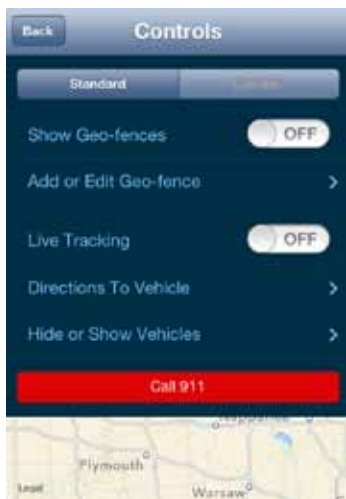 Back
Controls
Standard
Show Geo-fences
OFF
Add or Edit Geo-fence
Live Tracking
OFF
Directions To Vehicle
Hide or Show Vehicles
Call 911
Nappanee
Plymouth
Legal
Warsaw